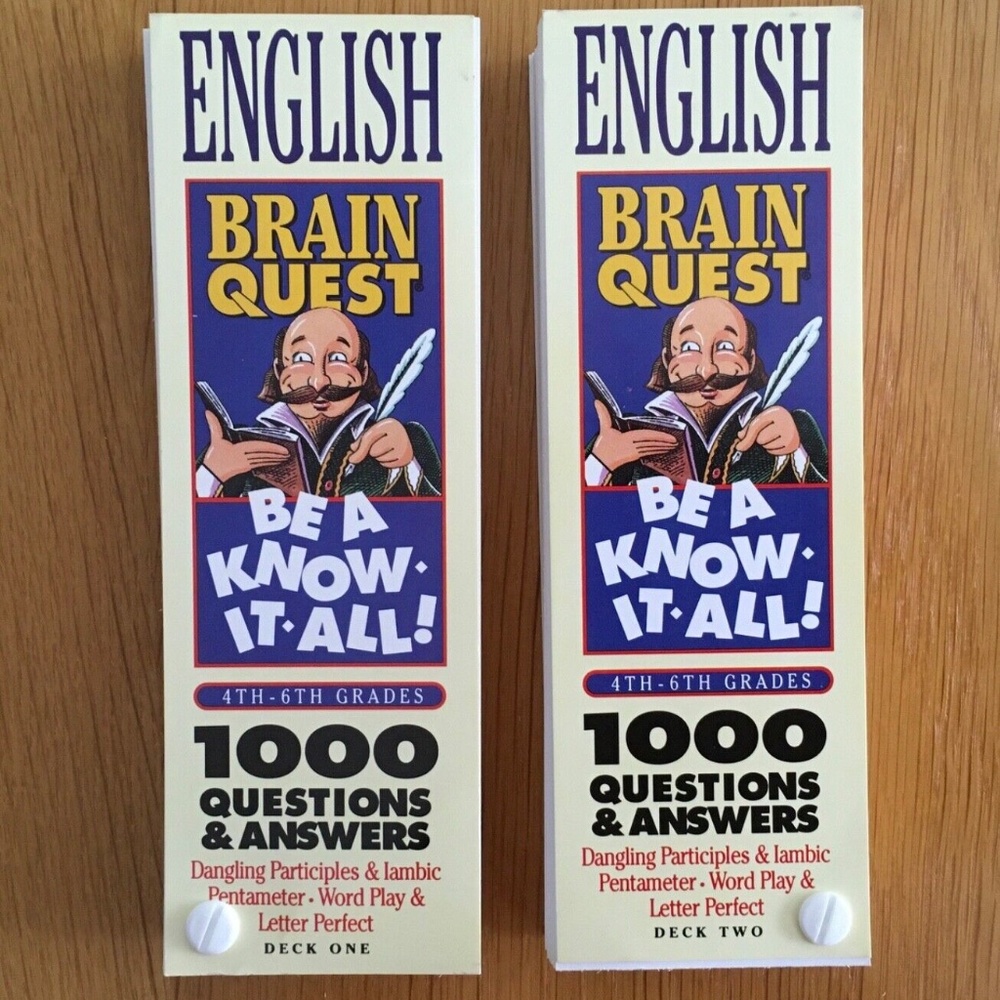 ENGLISH
BRAIN
QUEST
BE A
KNOW·
IT·ALL!
4TH-6TH GRADES
1000
QUESTIONS
& ANSWERS
Dangling Participles & Iambic
Pentameter · Word Play &
Letter Perfect
DECK ONE
ENGLISH
BRAIN
QUEST
BE A
KNOW·
IT·ALL!
4TH-6TH GRADES
1000
QUESTIONS
& ANSWERS
Dangling Participles & Iambic
Pentameter · Word Play &
Letter Perfect
DECK TWO